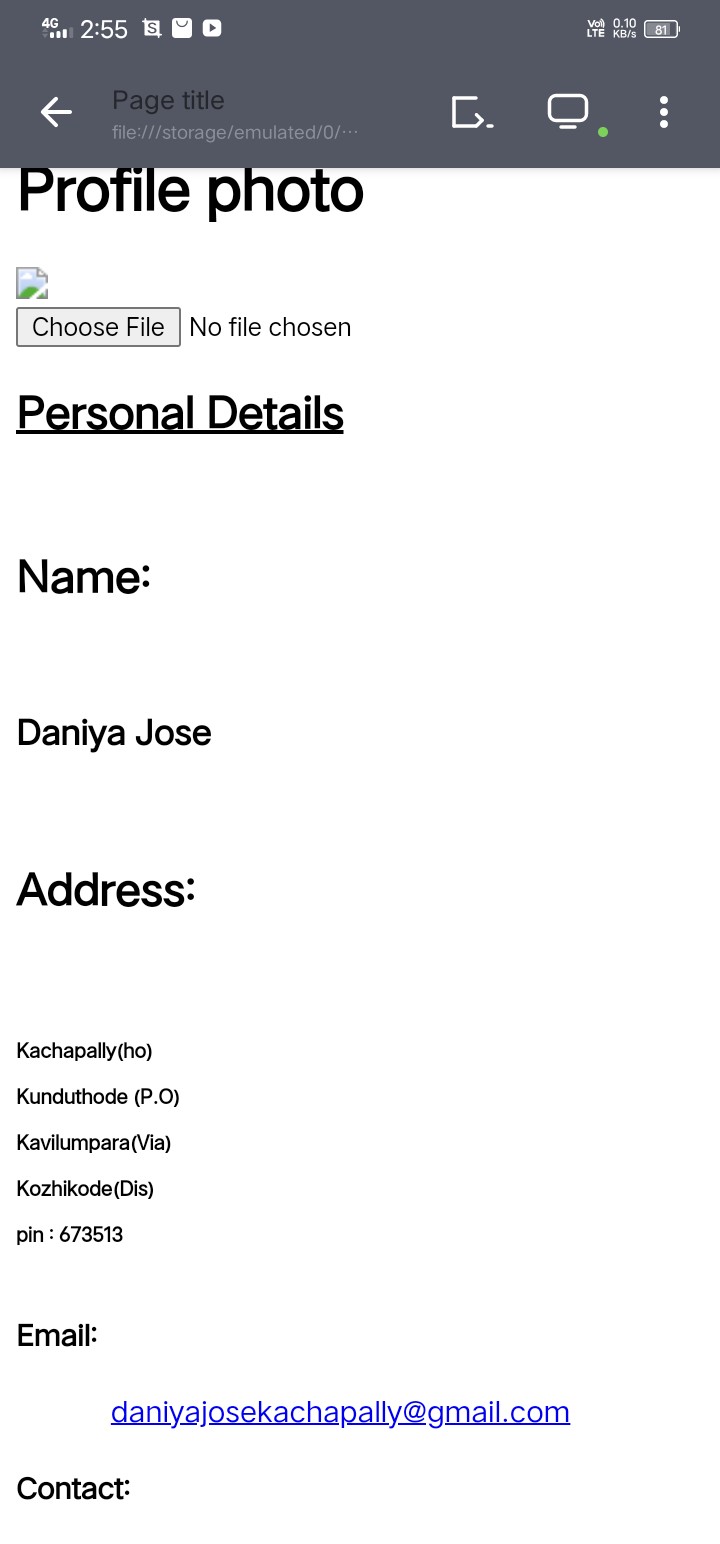 4G 2:55 Vo) LTE 0.10 KB/s 81
Page title
file:///storage/emulated/0/···
Profile photo
Choose File No file chosen
Personal Details
Name:
Daniya Jose
Address:
Kachapally(ho)
Kunduthode (P.O)
Kavilumpara(Via)
Kozhikode(Dis)
pin : 673513
Email:
daniyajosekachapally@gmail.com
Contact: